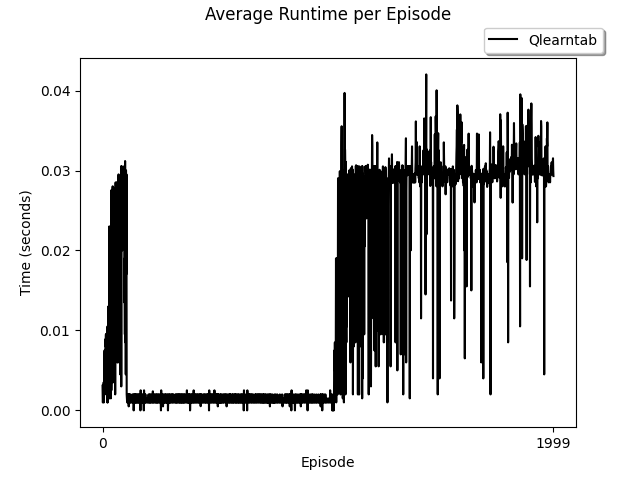 Average Runtime per Episode
Qlearntab
0.04
0.03
0.02
0.01
0.00
Time (seconds)
0 1999
Episode